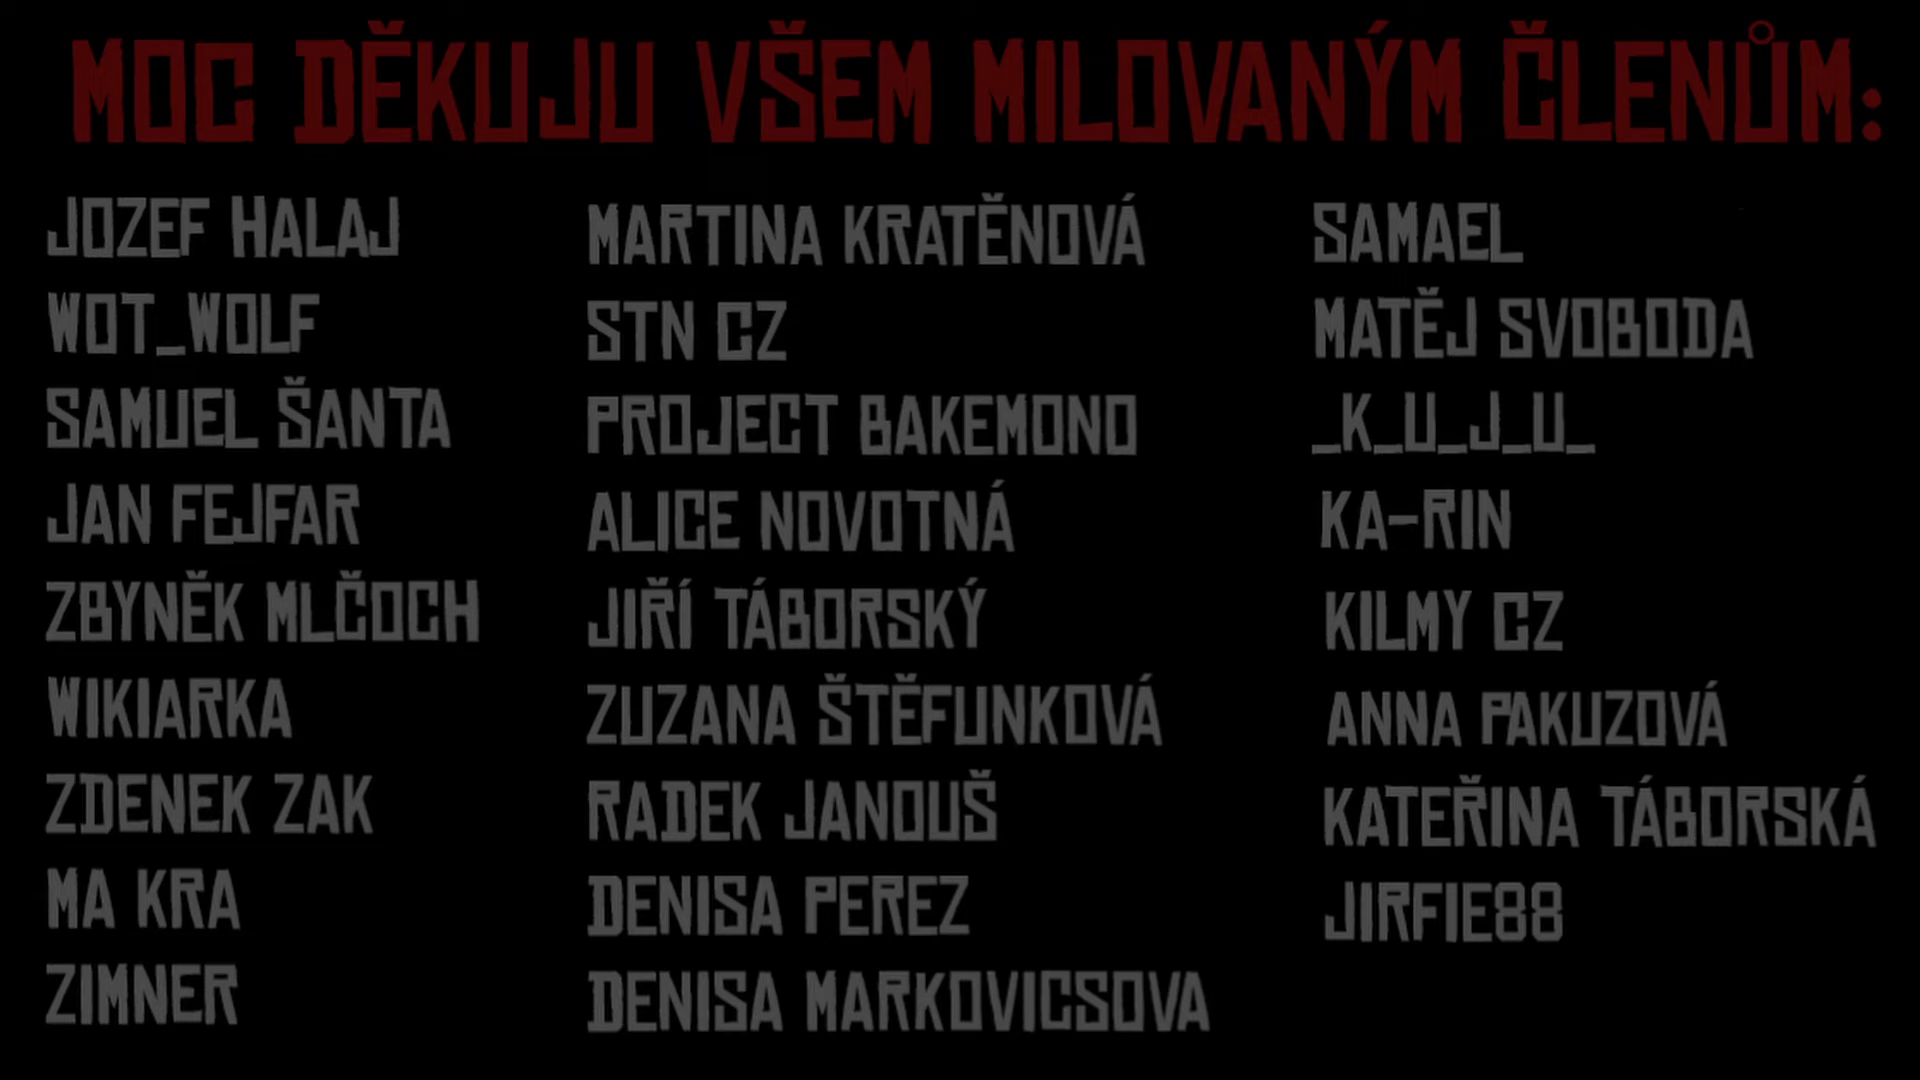 MOC DĚKUJU VŠEM MILOVANÝM ČLENŮM:
JOZEF HALAJ
WOT_WOLF
SAMUEL ŠANTA
JAN FEJFAR
ZBYNĚK MLČOCH
WIKIARKA
ZDENEK ZAK
MA KRA
ZIMNER
MARTINA KRATĚNOVÁ
STN CZ
PROJECT BAKEMONO
ALICE NOVOTNÁ
JIŘÍ TÁBORSKÝ
ZUZANA ŠTĚFUNKOVÁ
RADEK JANOUŠ
DENISA PEREZ
DENISA MARKOVICSOVA
SAMAEL
MATĚJ SVOBODA
_K_U_J_U_
KA-RIN
KILMY CZ
ANNA PAKUZOVÁ
KATEŘINA TÁBORSKÁ
JIRFIE88